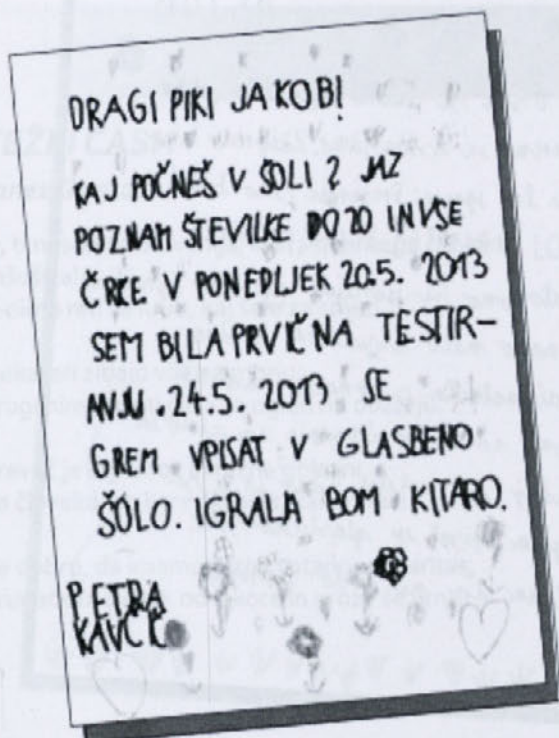 DRAGI PIKI JAKOB!
KAJ POČNEŠ V ŠOLI? JAZ
POZNAM ŠTEVILKE DO 20 IN VSE
ČRKE. V PONEDLJEK 20.5. 2013
SEM BILA PRVIČ NA TESTIR-
ANJU. 24.5. 2013 SE
GREM VPISAT V GLASBENO
ŠOLO. IGRALA BOM KITARO.
PETRA
KAVČIČ